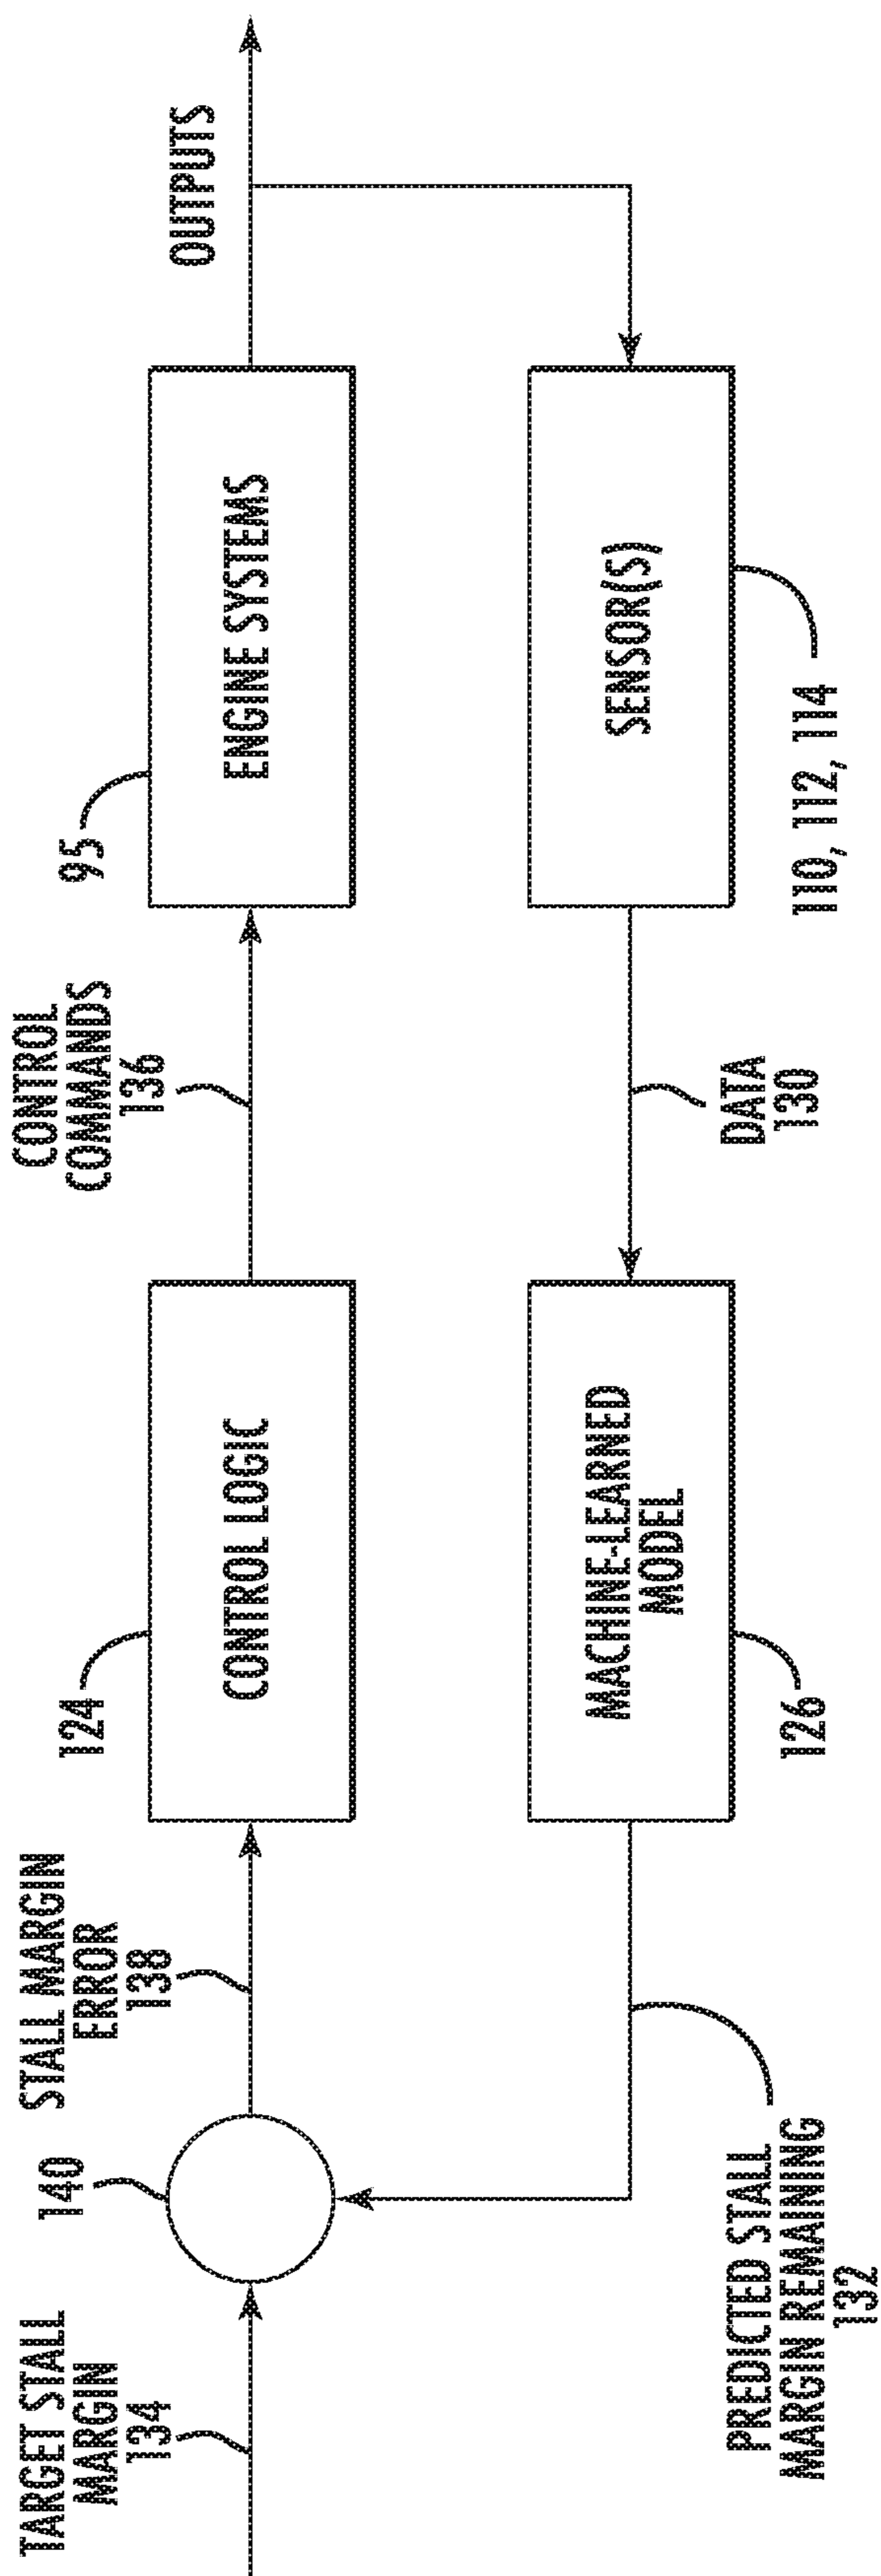 TARGET STALL
MARGIN
134
140
STALL MARGIN
ERROR
138
124
CONTROL LOGIC
CONTROL
COMMANDS
136
95
ENGINE SYSTEMS
OUTPUTS
PREDICTED STALL
MARGIN REMAINING
132
MACHINE-LEARNED
MODEL
126
DATA
130
SENSOR(S)
110, 112, 114